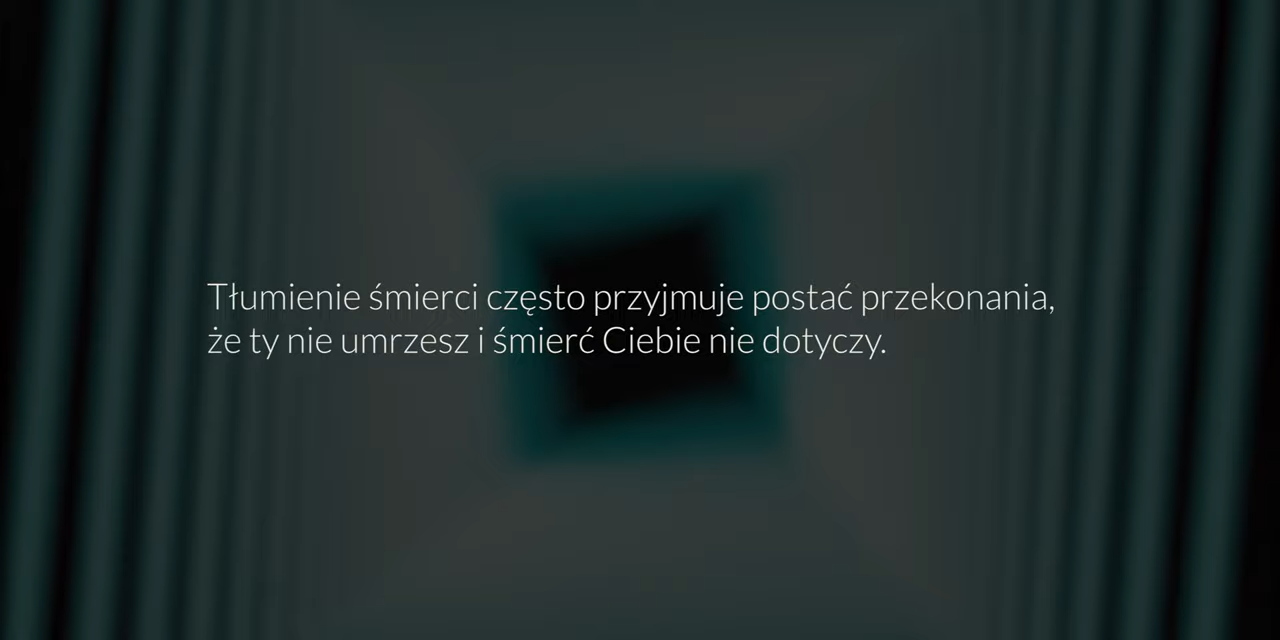 Tłumienie śmierci często przyjmuje postać przekonania,
że ty nie umrzesz i śmierć Ciebie nie dotyczy.